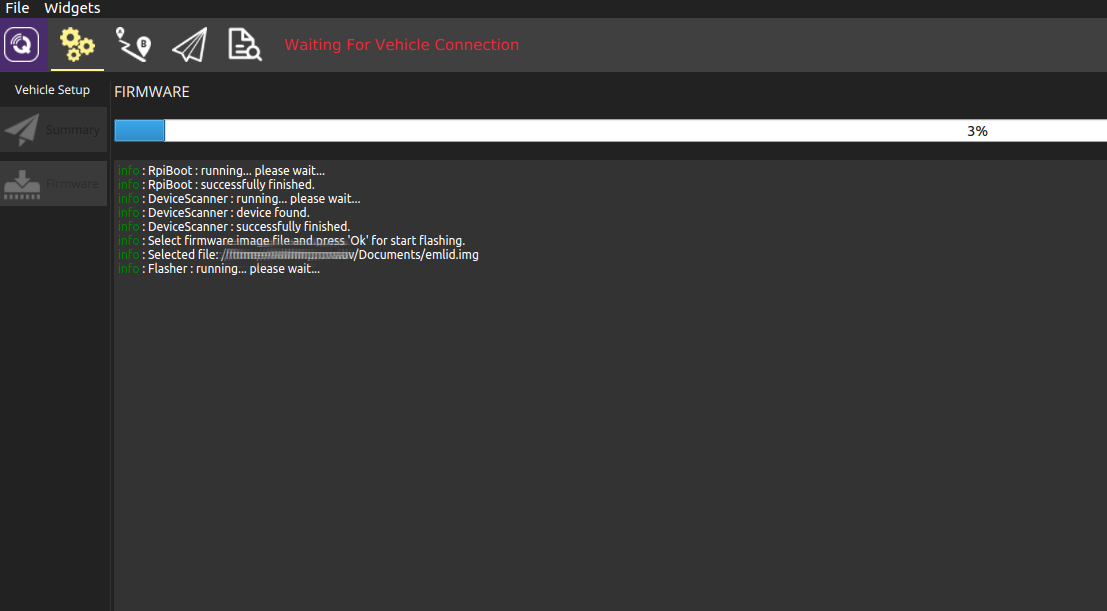 File Widgets
Waiting For Vehicle Connection
Vehicle Setup
FIRMWARE
Summary
3%
Firmware
info : RpiBoot : running... please wait...
info : RpiBoot : successfully finished.
info : DeviceScanner : running... please wait...
info : DeviceScanner : device found.
info : DeviceScanner : successfully finished.
info : Select firmware image file and press 'Ok' for start flashing.
info : Selected file: /Documents/emlid.img
info : Flasher : running... please wait...